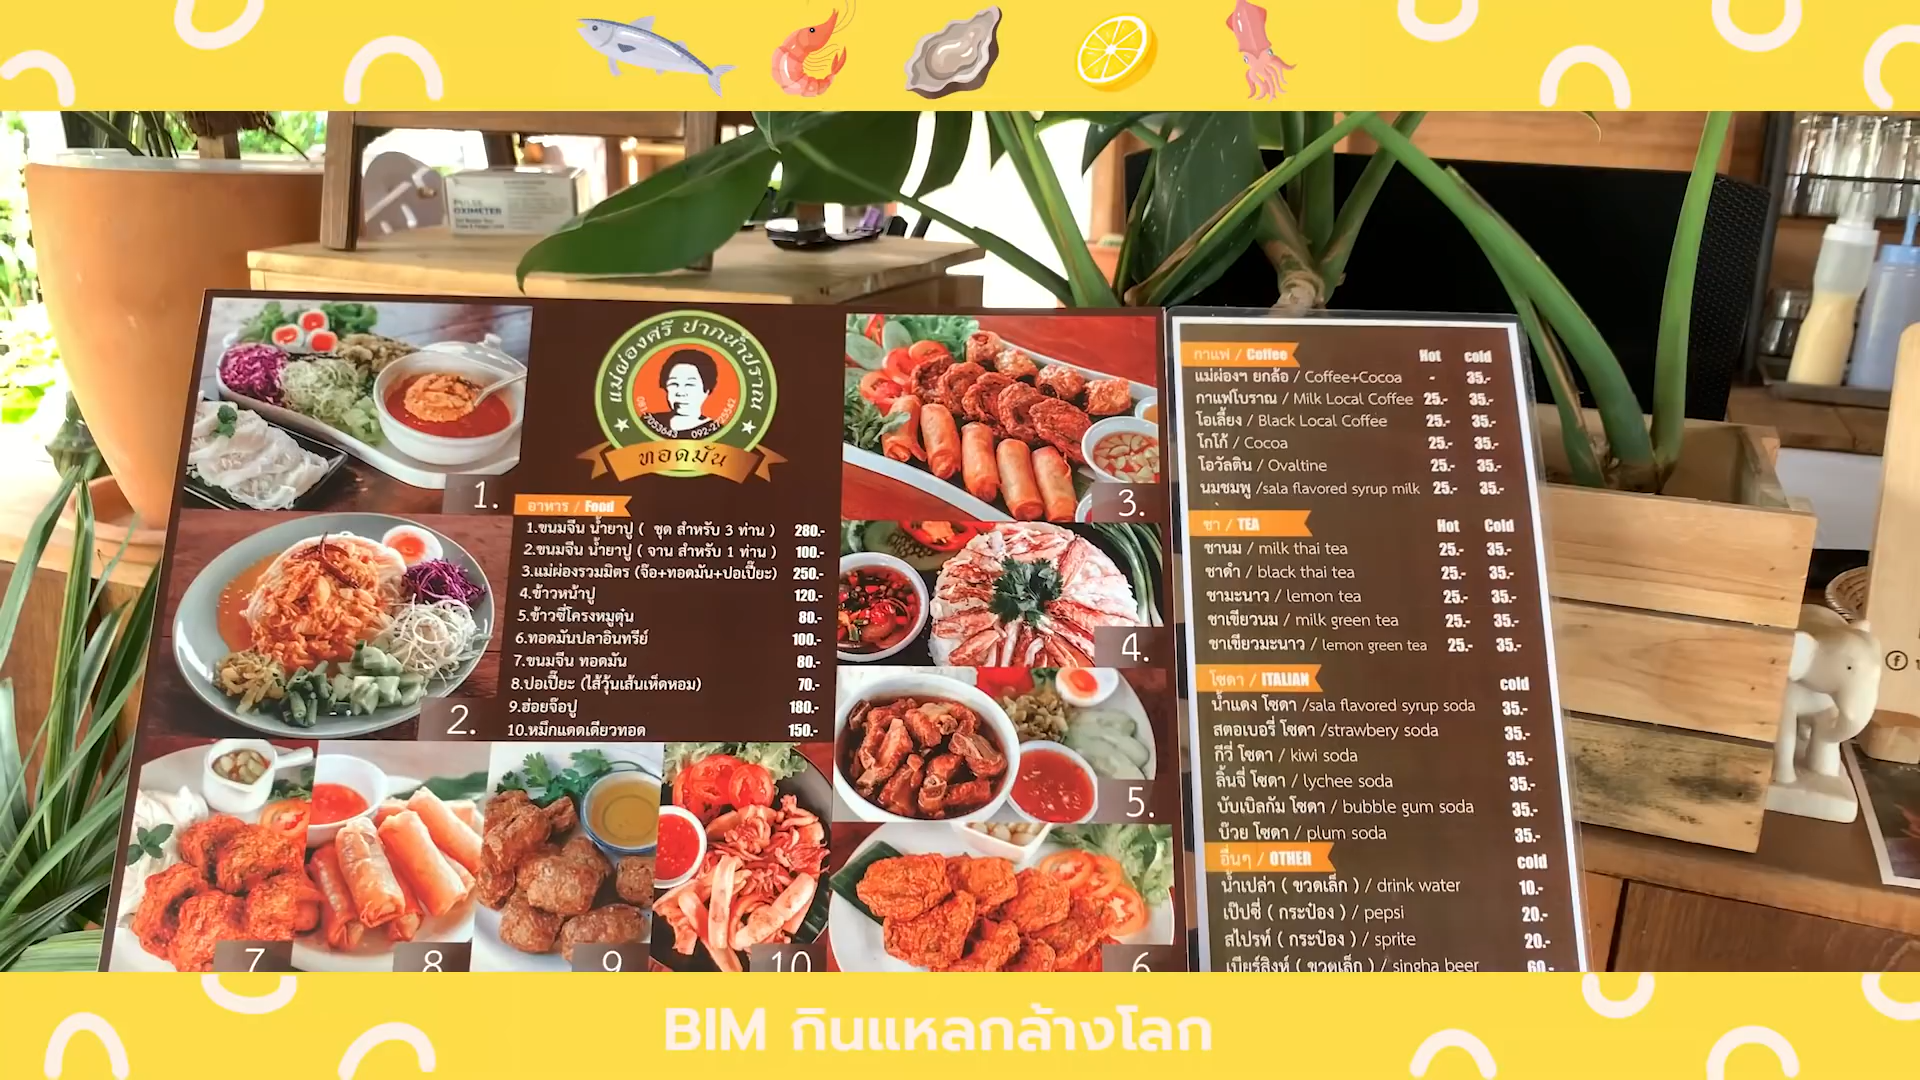 PULSE
OXIMETER
แม่ผ่องศรี ปากน้ำปราณ
092-2725542
ทอดมัน
1.
2.
3.
4.
5.
6
7
8
9
10
อาหาร / Food
1.ขนมจีน น้ำยาปู ( ชุด สำหรับ 3 ท่าน ) 280.-
2.ขนมจีน น้ำยาปู ( จาน สำหรับ 1 ท่าน ) 100.-
3.แม่ผ่องรวมมิตร (จ๊อ+ทอดมัน+ปอเปี๊ยะ) 250.-
4.ข้าวหน้าปู 120.-
5.ข้าวซี่โครงหมูตุ๋น 80.-
6.ทอดมันปลาอินทรีย์ 100.-
7.ขนมจีน ทอดมัน 80.-
8.ปอเปี๊ยะ (ไส้วุ้นเส้นเห็ดหอม) 70.-
9.ฮ่อยจ๊อปู 180.-
10.หมึกแดดเดียวทอด 150.-
กาแฟ / Coffee Hot cold
แม่ผ่องฯ ยกล้อ / Coffee+Cocoa - 35.-
กาแฟโบราณ / Milk Local Coffee 25.- 35.-
โอเลี้ยง / Black Local Coffee 25.- 35.-
โกโก้ / Cocoa 25.- 35.-
โอวัลติน / Ovaltine 25.- 35.-
นมชมพู /sala flavored syrup milk 25.- 35.-
ชา / TEA Hot Cold
ชานม / milk thai tea 25.- 35.-
ชาดำ / black thai tea 25.- 35.-
ชามะนาว / lemon tea 25.- 35.-
ชาเขียวนม / milk green tea 25.- 35.-
ชาเขียวมะนาว / lemon green tea 25.- 35.-
โซดา / ITALIAN cold
น้ำแดง โซดา /sala flavored syrup soda 35.-
สตอเบอรี่ โซดา /strawbery soda 35.-
กีวี่ โซดา / kiwi soda 35.-
ลิ้นจี่ โซดา / lychee soda 35.-
บับเบิลกัม โซดา / bubble gum soda 35.-
บ๊วย โซดา / plum soda 35.-
อื่นๆ / OTHER cold
น้ำเปล่า ( ขวดเล็ก ) / drink water 10.-
เป๊ปซี่ ( กระป๋อง ) / pepsi 20.-
สไปรท์ ( กระป๋อง ) / sprite 20.-
เบียร์สิงห์ ( ขวดเล็ก ) / singha beer 60.-
BIM กินแหลกล้างโลก